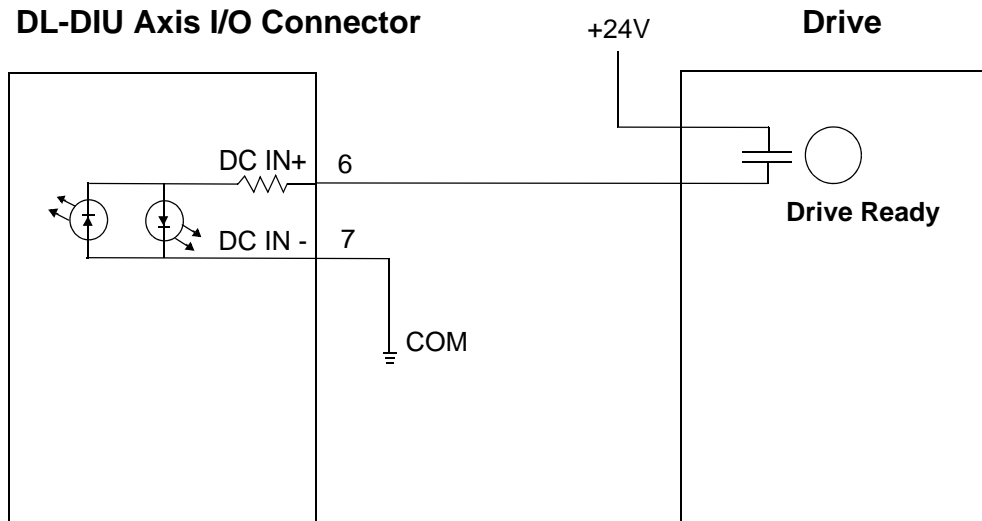 DL-DIU Axis I/O Connector
+24V
Drive
DC IN+
6
Drive Ready
DC IN -
7
COM